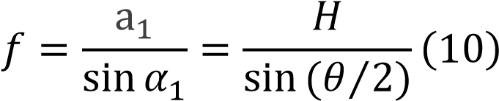 f = a₁ / sin α₁ = H / sin (θ/2) (10)